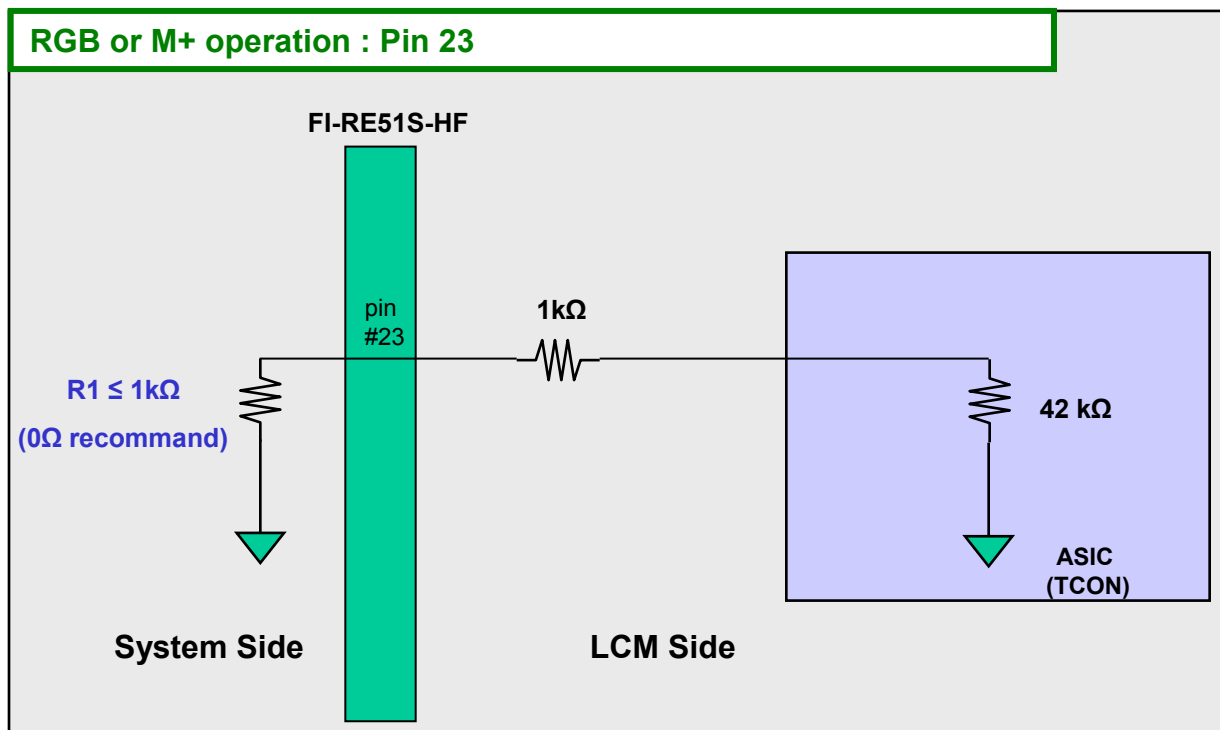 RGB or M+ operation : Pin 23
FI-RE51S-HF
pin
#23
1kΩ
R1 ≤ 1kΩ
(0Ω recommand)
42 kΩ
ASIC
(TCON)
System Side
LCM Side